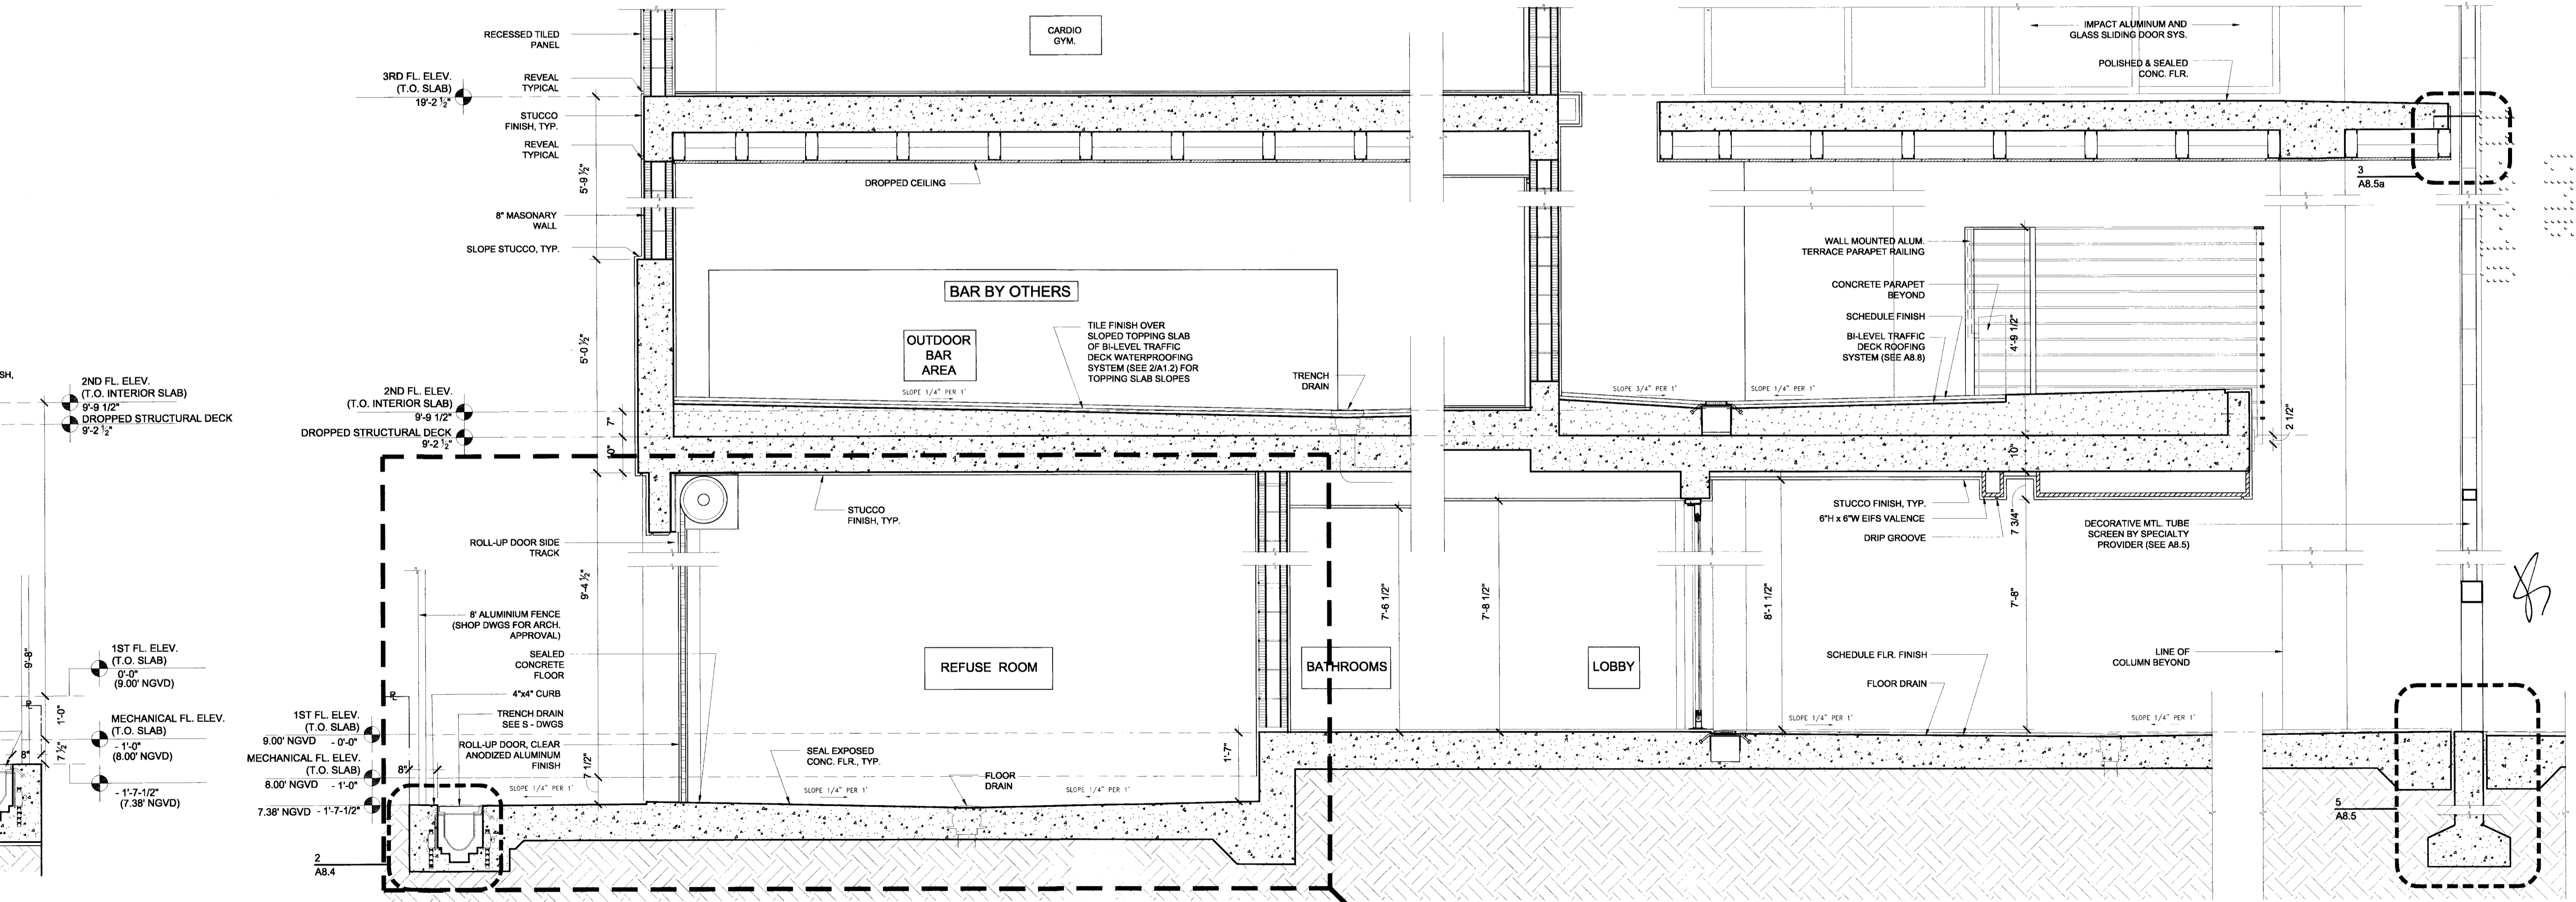 RECESSED TILED
PANEL
3RD FL. ELEV.
(T.O. SLAB)
19'-2 ½"
REVEAL
TYPICAL
STUCCO
FINISH, TYP.
REVEAL
TYPICAL
5'-9 ½"
8" MASONARY
WALL
SLOPE STUCCO, TYP.
CARDIO
GYM.
DROPPED CEILING
IMPACT ALUMINUM AND
GLASS SLIDING DOOR SYS.
POLISHED & SEALED
CONC. FLR.
3
A8.5a
BAR BY OTHERS
OUTDOOR
BAR
AREA
TILE FINISH OVER
SLOPED TOPPING SLAB
OF BI-LEVEL TRAFFIC
DECK WATERPROOFING
SYSTEM (SEE 2/A1.2) FOR
TOPPING SLAB SLOPES
TRENCH
DRAIN
SLOPE 1/4" PER 1'
5'-0 ½"
WALL MOUNTED ALUM.
TERRACE PARAPET RAILING
CONCRETE PARAPET
BEYOND
SCHEDULE FINISH
BI-LEVEL TRAFFIC
DECK ROOFING
SYSTEM (SEE A8.8)
4'-9 1/2"
SLOPE 3/4" PER 1'
SLOPE 1/4" PER 1'
2 1/2"
SH,
2ND FL. ELEV.
(T.O. INTERIOR SLAB)
9'-9 1/2"
DROPPED STRUCTURAL DECK
9'-2 ½"
2ND FL. ELEV.
(T.O. INTERIOR SLAB)
9'-9 1/2"
DROPPED STRUCTURAL DECK
9'-2 ½"
7"
10"
10"
STUCCO
FINISH, TYP.
ROLL-UP DOOR SIDE
TRACK
9'-4 ½"
8' ALUMINIUM FENCE
(SHOP DWGS FOR ARCH.
APPROVAL)
SEALED
CONCRETE
FLOOR
4"x4" CURB
TRENCH DRAIN
SEE S - DWGS
ROLL-UP DOOR, CLEAR
ANODIZED ALUMINUM
FINISH
REFUSE ROOM
BATHROOMS
LOBBY
7'-6 1/2"
7'-8 1/2"
8'-1 1/2"
7'-8"
7 3/4"
STUCCO FINISH, TYP.
6"H x 6"W EIFS VALENCE
DRIP GROOVE
DECORATIVE MTL. TUBE
SCREEN BY SPECIALTY
PROVIDER (SEE A8.5)
SCHEDULE FLR. FINISH
FLOOR DRAIN
LINE OF
COLUMN BEYOND
SLOPE 1/4" PER 1'
SLOPE 1/4" PER 1'
9'-8"
1'-0"
8"
7 ½"
1ST FL. ELEV.
(T.O. SLAB)
0'-0"
(9.00' NGVD)
MECHANICAL FL. ELEV.
(T.O. SLAB)
- 1'-0"
(8.00' NGVD)
- 1'-7-1/2"
(7.38' NGVD)
1ST FL. ELEV.
(T.O. SLAB)
9.00' NGVD - 0'-0"
MECHANICAL FL. ELEV.
(T.O. SLAB)
8.00' NGVD - 1'-0"
7.38' NGVD - 1'-7-1/2"
8"
7 1/2"
1'-7"
SLOPE 1/4" PER 1'
SEAL EXPOSED
CONC. FLR., TYP.
SLOPE 1/4" PER 1'
FLOOR
DRAIN
SLOPE 1/4" PER 1'
2
A8.4
5
A8.5